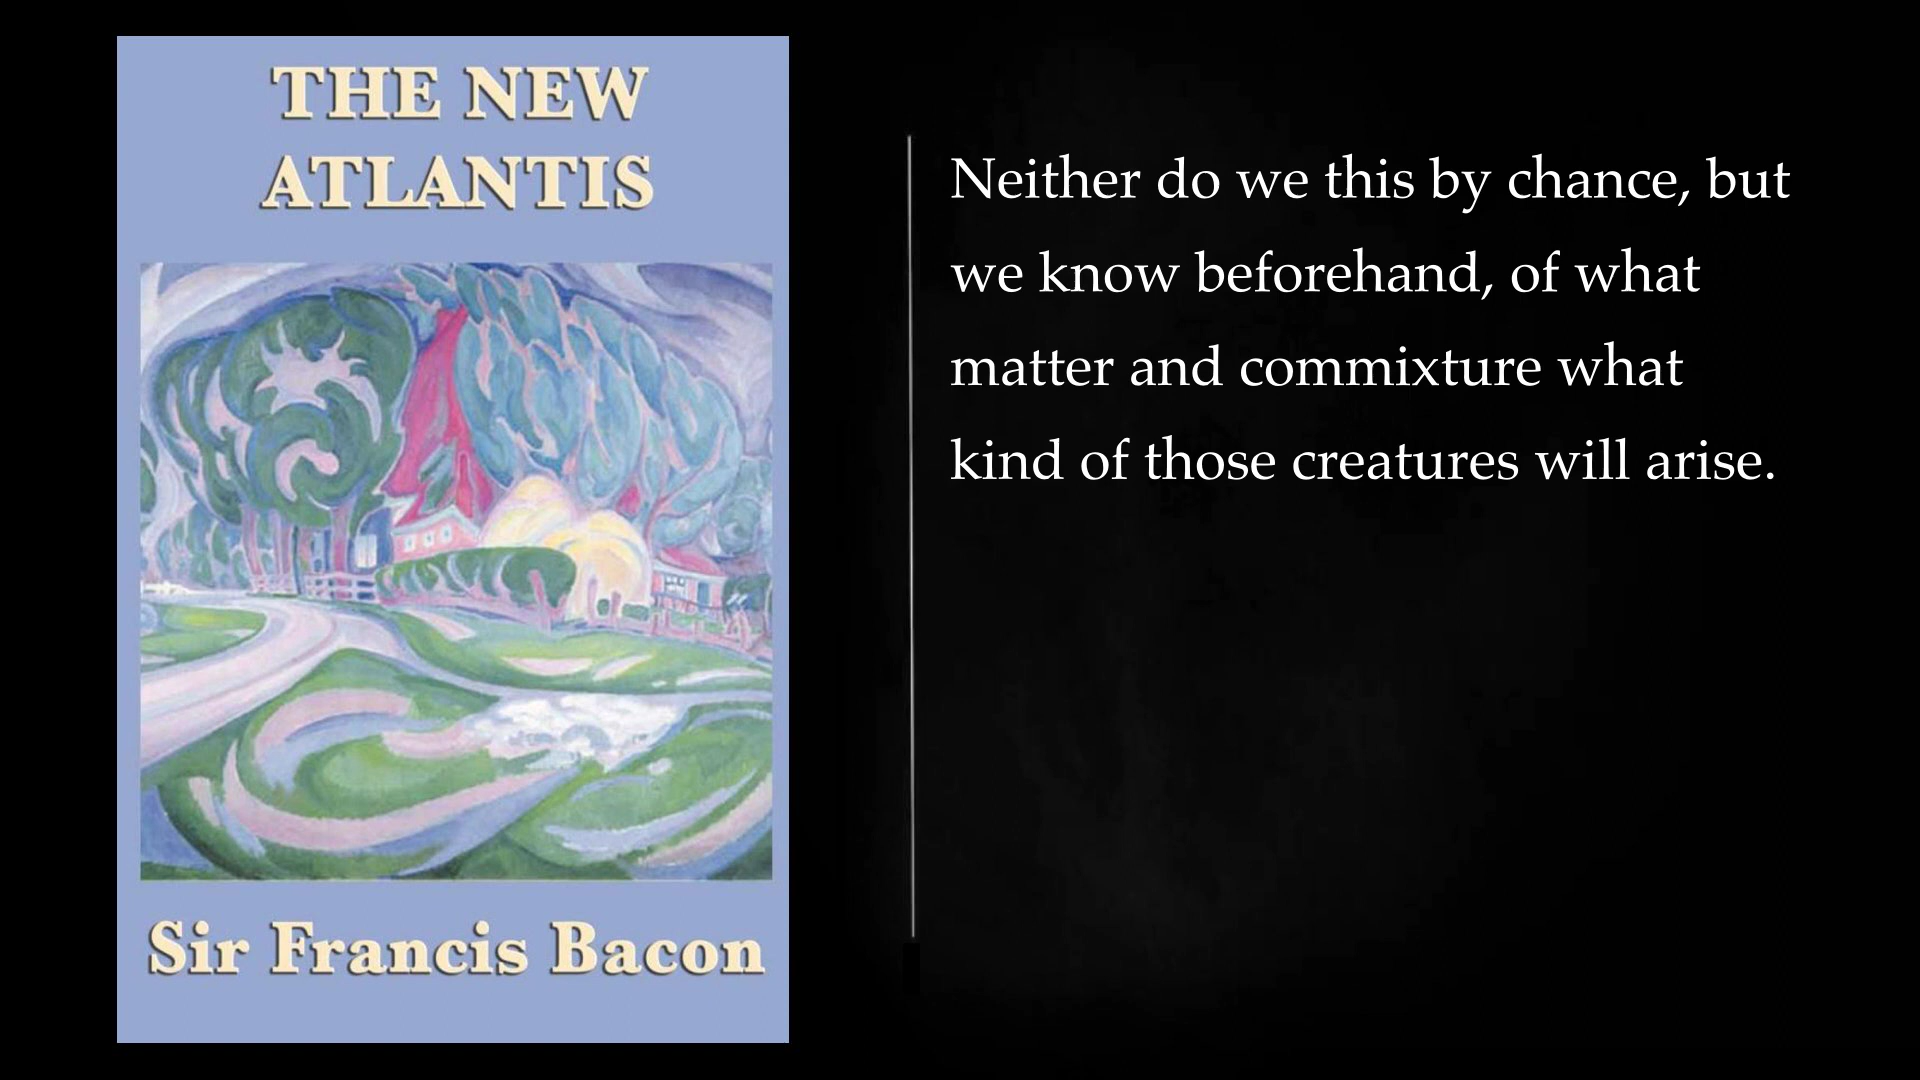 THE NEW
ATLANTIS
Sir Francis Bacon
Neither do we this by chance, but
we know beforehand, of what
matter and commixture what
kind of those creatures will arise.